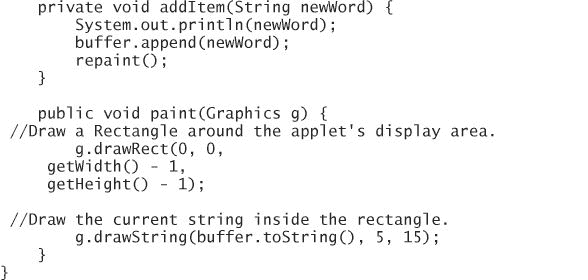 private void addItem(String newWord) {
        System.out.println(newWord);
        buffer.append(newWord);
        repaint();
    }

    public void paint(Graphics g) {
 //Draw a Rectangle around the applet's display area.
        g.drawRect(0, 0,
     getWidth() - 1,
     getHeight() - 1);

 //Draw the current string inside the rectangle.
        g.drawString(buffer.toString(), 5, 15);
    }
}